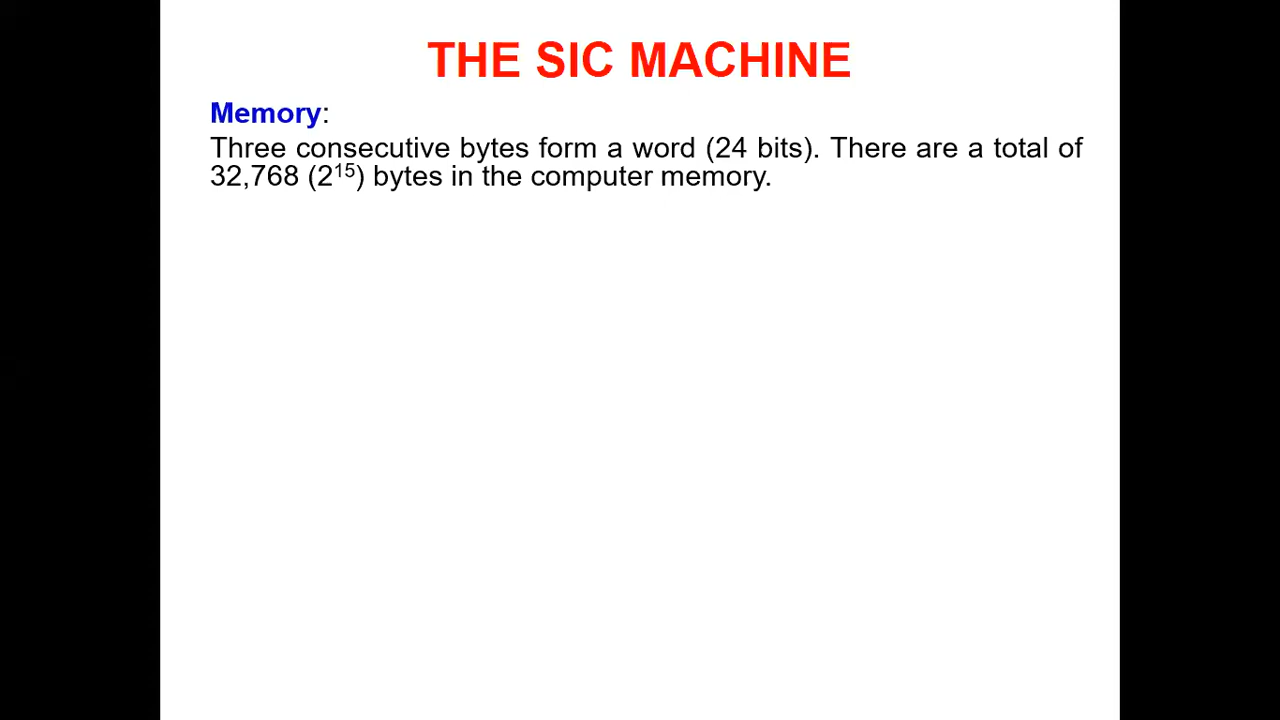 THE SIC MACHINE
Memory:
Three consecutive bytes form a word (24 bits). There are a total of
32,768 (2¹⁵) bytes in the computer memory.